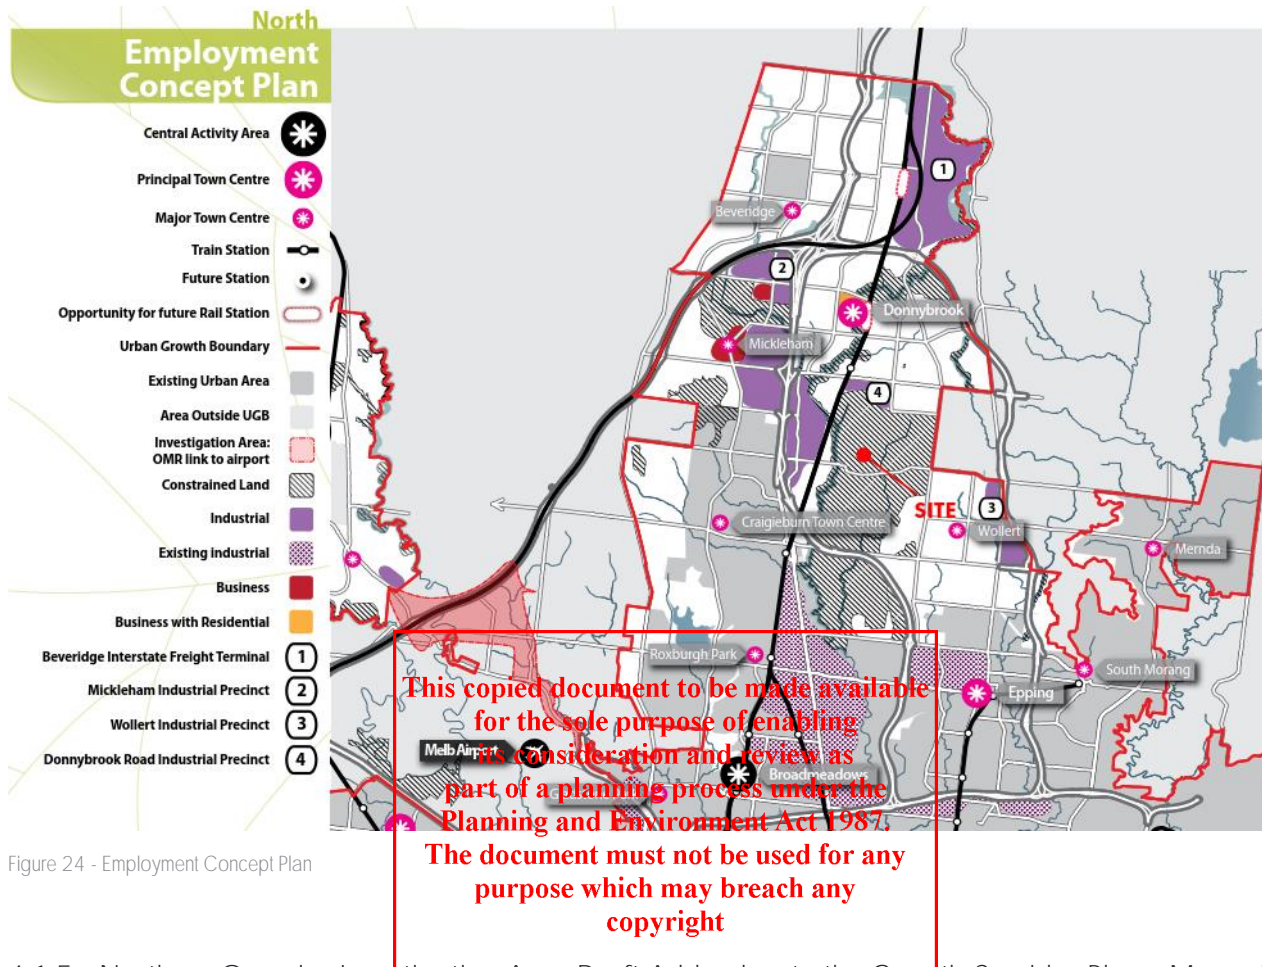 North
Employment
Concept Plan
Central Activity Area
Principal Town Centre
Major Town Centre
Train Station
Future Station
Opportunity for future Rail Station
Urban Growth Boundary
Existing Urban Area
Area Outside UGB
Investigation Area:
OMR link to airport
Constrained Land
Industrial
Existing industrial
Business
Business with Residential
Beveridge Interstate Freight Terminal 1
Mickleham Industrial Precinct 2
Wollert Industrial Precinct 3
Donnybrook Road Industrial Precinct 4
1
Beveridge
2
Donnybrook
Mickleham
4
SITE
3
Craigieburn Town Centre
Wollert
Mernda
Roxburgh Park
South Morang
Epping
Melb Airport
Broadmeadows
This copied document to be made available
for the sole purpose of enabling
its consideration and review as
part of a planning process under the
Planning and Environment Act 1987.
The document must not be used for any
purpose which may breach any
copyright
Figure 24 - Employment Concept Plan